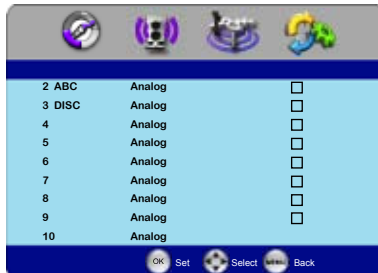 2 ABC Analog
3 DISC Analog
4 Analog
5 Analog
6 Analog
7 Analog
8 Analog
9 Analog
10 Analog
OK Set Select MENU Back